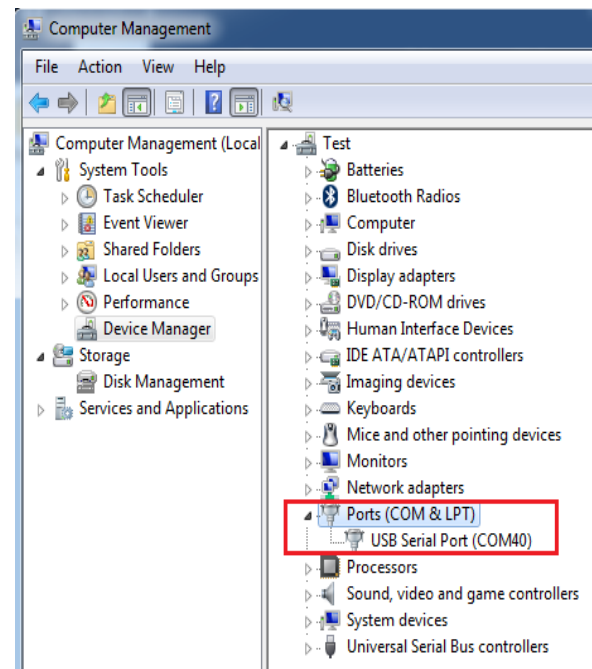 Computer Management
File Action View Help
Computer Management (Local
System Tools
Task Scheduler
Event Viewer
Shared Folders
Local Users and Groups
Performance
Device Manager
Storage
Disk Management
Services and Applications
Test
Batteries
Bluetooth Radios
Computer
Disk drives
Display adapters
DVD/CD-ROM drives
Human Interface Devices
IDE ATA/ATAPI controllers
Imaging devices
Keyboards
Mice and other pointing devices
Monitors
Network adapters
Ports (COM & LPT)
USB Serial Port (COM40)
Processors
Sound, video and game controllers
System devices
Universal Serial Bus controllers